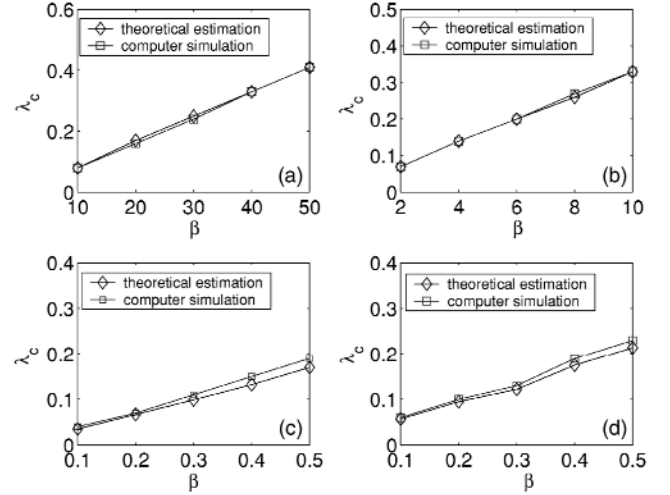 0.6
0.4
0.2
0
λc
theoretical estimation
computer simulation
(a)
10 20 30 40 50
β
0.5
0.4
0.3
0.2
0.1
0
λc
theoretical estimation
computer simulation
(b)
2 4 6 8 10
β
0.4
0.3
0.2
0.1
0
λc
theoretical estimation
computer simulation
(c)
0.1 0.2 0.3 0.4 0.5
β
0.4
0.3
0.2
0.1
0
λc
theoretical estimation
computer simulation
(d)
0.1 0.2 0.3 0.4 0.5
β